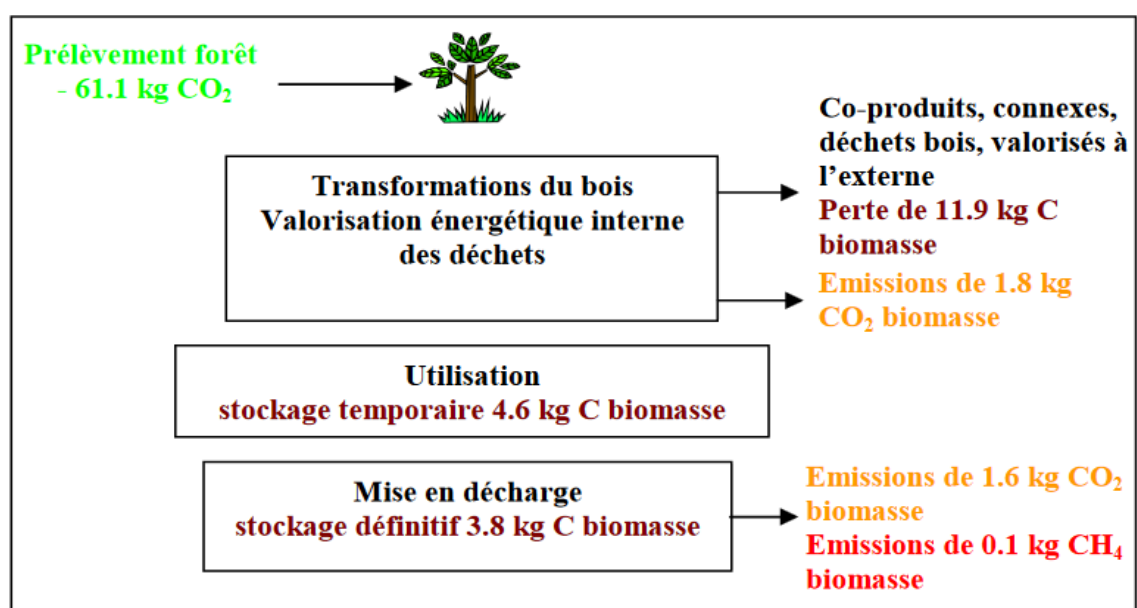 Prélèvement forêt
- 61.1 kg CO₂
Co-produits, connexes,
déchets bois, valorisés à
l’externe
Perte de 11.9 kg C
biomasse
Transformations du bois
Valorisation énergétique interne
des déchets
Emissions de 1.8 kg
CO₂ biomasse
Utilisation
stockage temporaire 4.6 kg C biomasse
Mise en décharge
stockage définitif 3.8 kg C biomasse
Emissions de 1.6 kg CO₂
biomasse
Emissions de 0.1 kg CH₄
biomasse